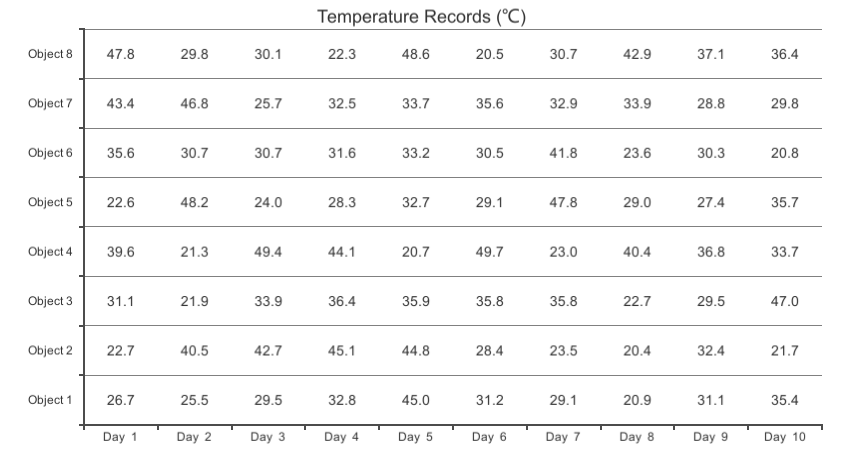 Temperature Records (℃)
Object 8 47.8 29.8 30.1 22.3 48.6 20.5 30.7 42.9 37.1 36.4
Object 7 43.4 46.8 25.7 32.5 33.7 35.6 32.9 33.9 28.8 29.8
Object 6 35.6 30.7 30.7 31.6 33.2 30.5 41.8 23.6 30.3 20.8
Object 5 22.6 48.2 24.0 28.3 32.7 29.1 47.8 29.0 27.4 35.7
Object 4 39.6 21.3 49.4 44.1 20.7 49.7 23.0 40.4 36.8 33.7
Object 3 31.1 21.9 33.9 36.4 35.9 35.8 35.8 22.7 29.5 47.0
Object 2 22.7 40.5 42.7 45.1 44.8 28.4 23.5 20.4 32.4 21.7
Object 1 26.7 25.5 29.5 32.8 45.0 31.2 29.1 20.9 31.1 35.4
Day 1 Day 2 Day 3 Day 4 Day 5 Day 6 Day 7 Day 8 Day 9 Day 10